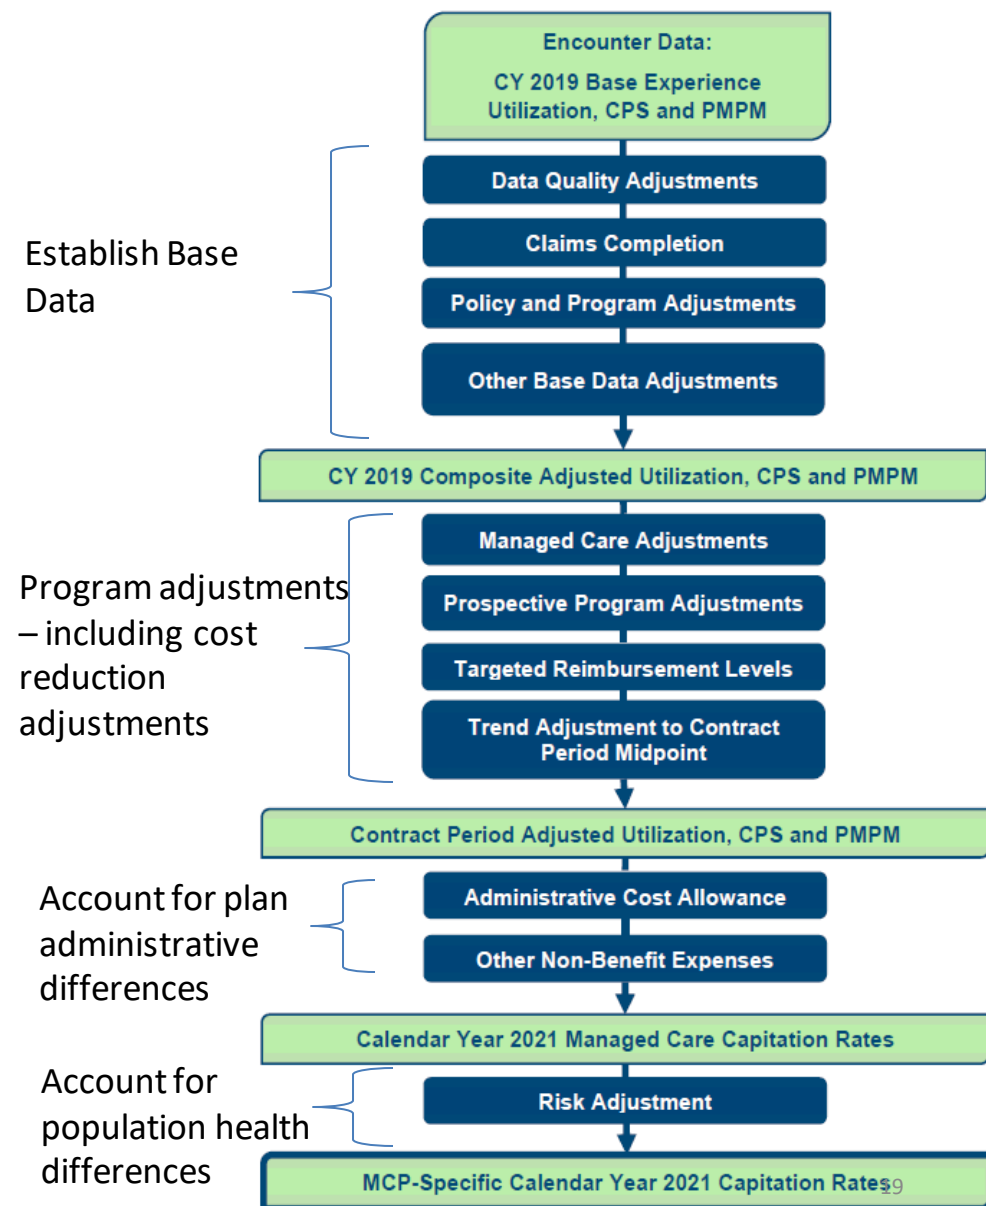 Encounter Data:
CY 2019 Base Experience
Utilization, CPS and PMPM
Establish Base
Data
Data Quality Adjustments
Claims Completion
Policy and Program Adjustments
Other Base Data Adjustments
CY 2019 Composite Adjusted Utilization, CPS and PMPM
Program adjustments
– including cost
reduction
adjustments
Managed Care Adjustments
Prospective Program Adjustments
Targeted Reimbursement Levels
Trend Adjustment to Contract
Period Midpoint
Contract Period Adjusted Utilization, CPS and PMPM
Account for plan
administrative
differences
Administrative Cost Allowance
Other Non-Benefit Expenses
Calendar Year 2021 Managed Care Capitation Rates
Account for
population health
differences
Risk Adjustment
MCP-Specific Calendar Year 2021 Capitation Rates
19